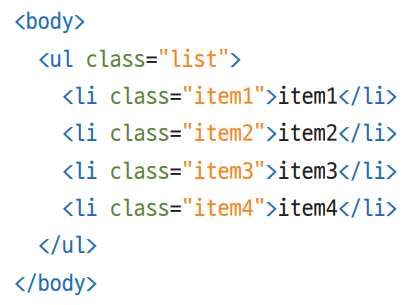 <body>
<ul class="list">
<li class="item1">item1</li>
<li class="item2">item2</li>
<li class="item3">item3</li>
<li class="item4">item4</li>
</ul>
</body>